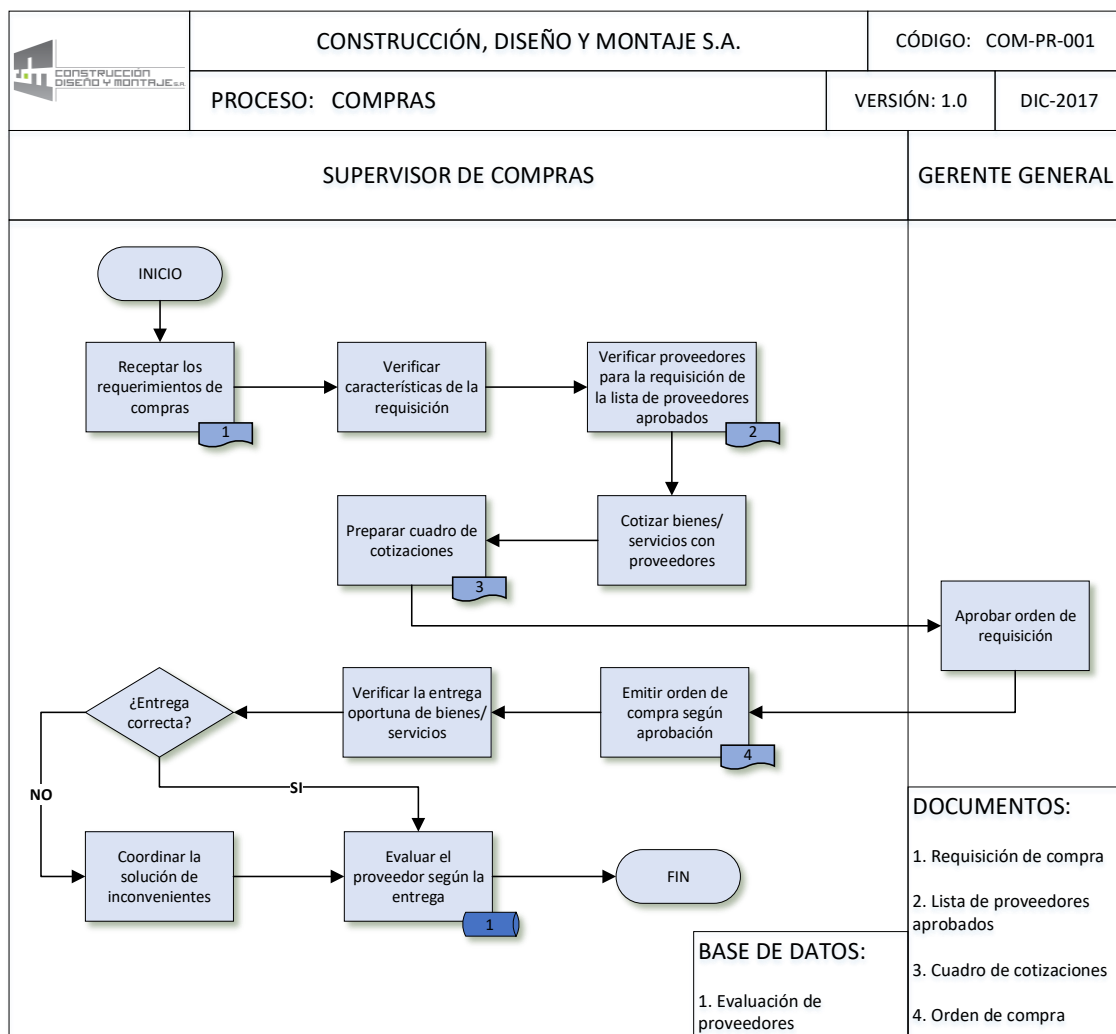 CONSTRUCCIÓN
DISEÑO Y MONTAJE S.A.
CONSTRUCCIÓN, DISEÑO Y MONTAJE S.A.
CÓDIGO: COM-PR-001
PROCESO: COMPRAS
VERSIÓN: 1.0
DIC-2017
SUPERVISOR DE COMPRAS
GERENTE GENERAL
INICIO
Receptar los
requerimientos de
compras
1
Verificar
características de la
requisición
Verificar proveedores
para la requisición de
la lista de proveedores
aprobados
2
Cotizar bienes/
servicios con
proveedores
Preparar cuadro de
cotizaciones
3
Aprobar orden de
requisición
Emitir orden de
compra según
aprobación
4
Verificar la entrega
oportuna de bienes/
servicios
¿Entrega
correcta?
NO
SI
Coordinar la
solución de
inconvenientes
Evaluar el
proveedor según la
entrega
1
FIN
BASE DE DATOS:
1. Evaluación de
proveedores
DOCUMENTOS:
1. Requisición de compra
2. Lista de proveedores
aprobados
3. Cuadro de cotizaciones
4. Orden de compra